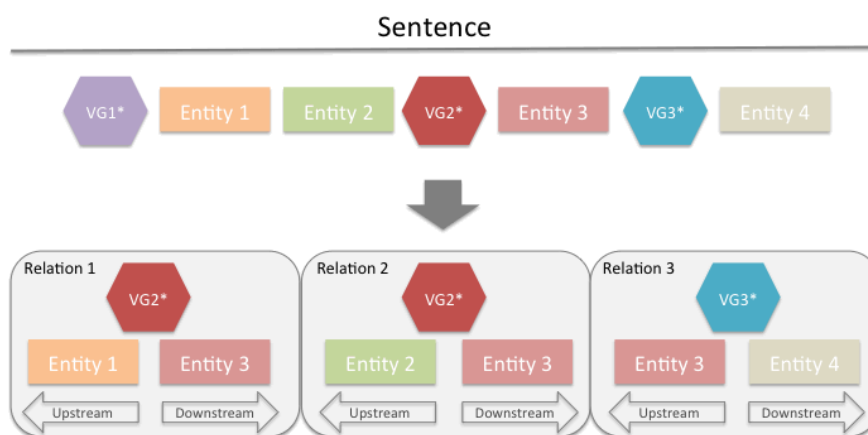 Sentence
VG1* Entity 1 Entity 2 VG2* Entity 3 VG3* Entity 4
Relation 1 Relation 2 Relation 3
VG2* VG2* VG3*
Entity 1 Entity 3 Entity 2 Entity 3 Entity 3 Entity 4
Upstream Downstream Upstream Downstream Upstream Downstream